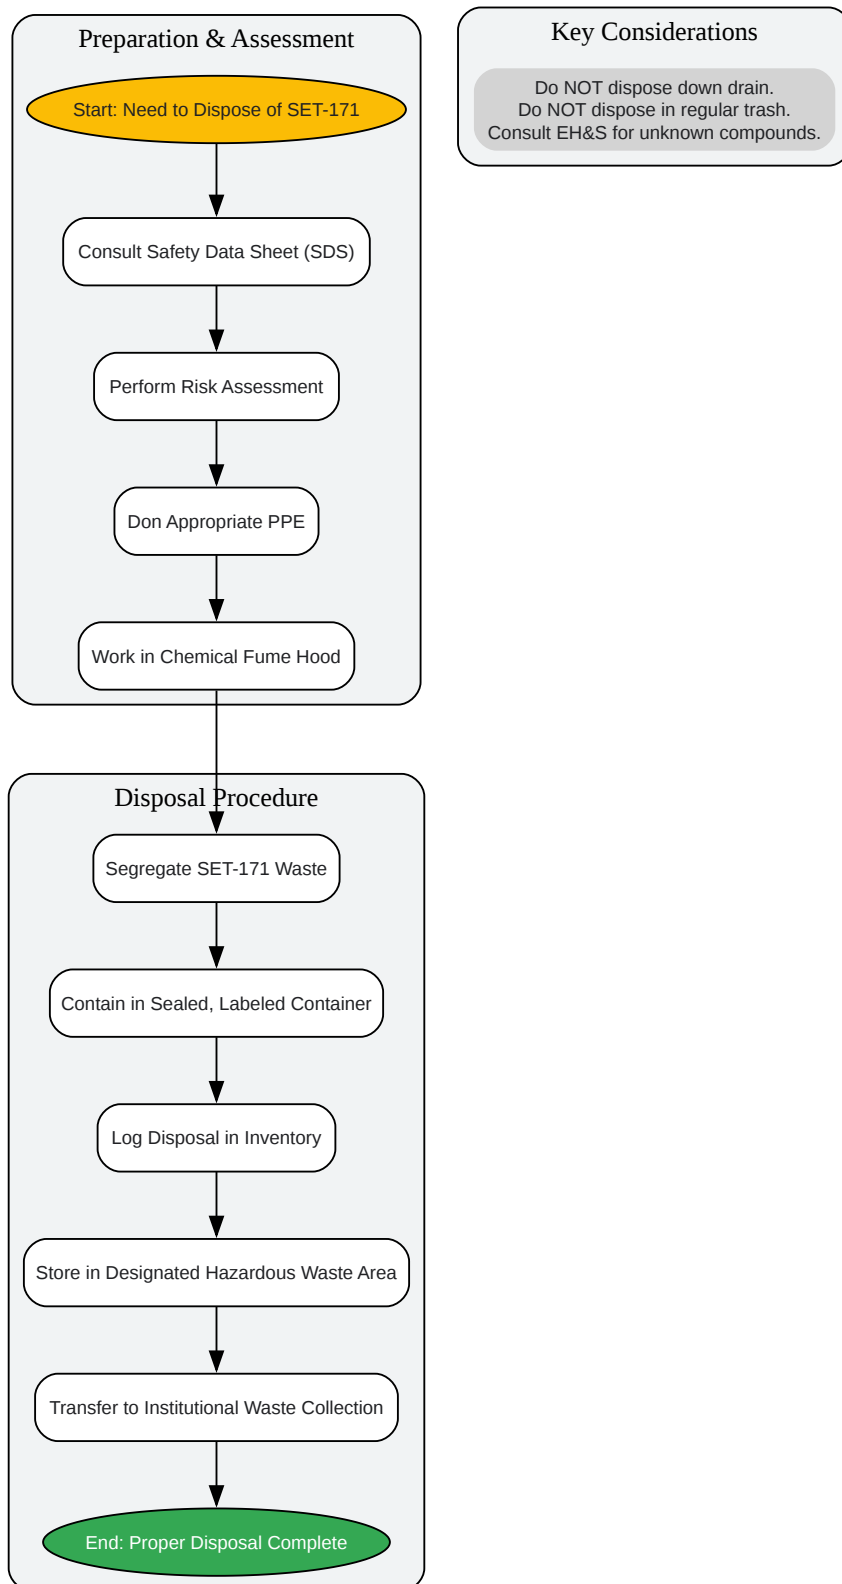 Preparation & Assessment
Start: Need to Dispose of SET-171
Consult Safety Data Sheet (SDS)
Perform Risk Assessment
Don Appropriate PPE
Work in Chemical Fume Hood
Disposal Procedure
Segregate SET-171 Waste
Contain in Sealed, Labeled Container
Log Disposal in Inventory
Store in Designated Hazardous Waste Area
Transfer to Institutional Waste Collection
End: Proper Disposal Complete
Key Considerations
Do NOT dispose down drain.
Do NOT dispose in regular trash.
Consult EH&S for unknown compounds.